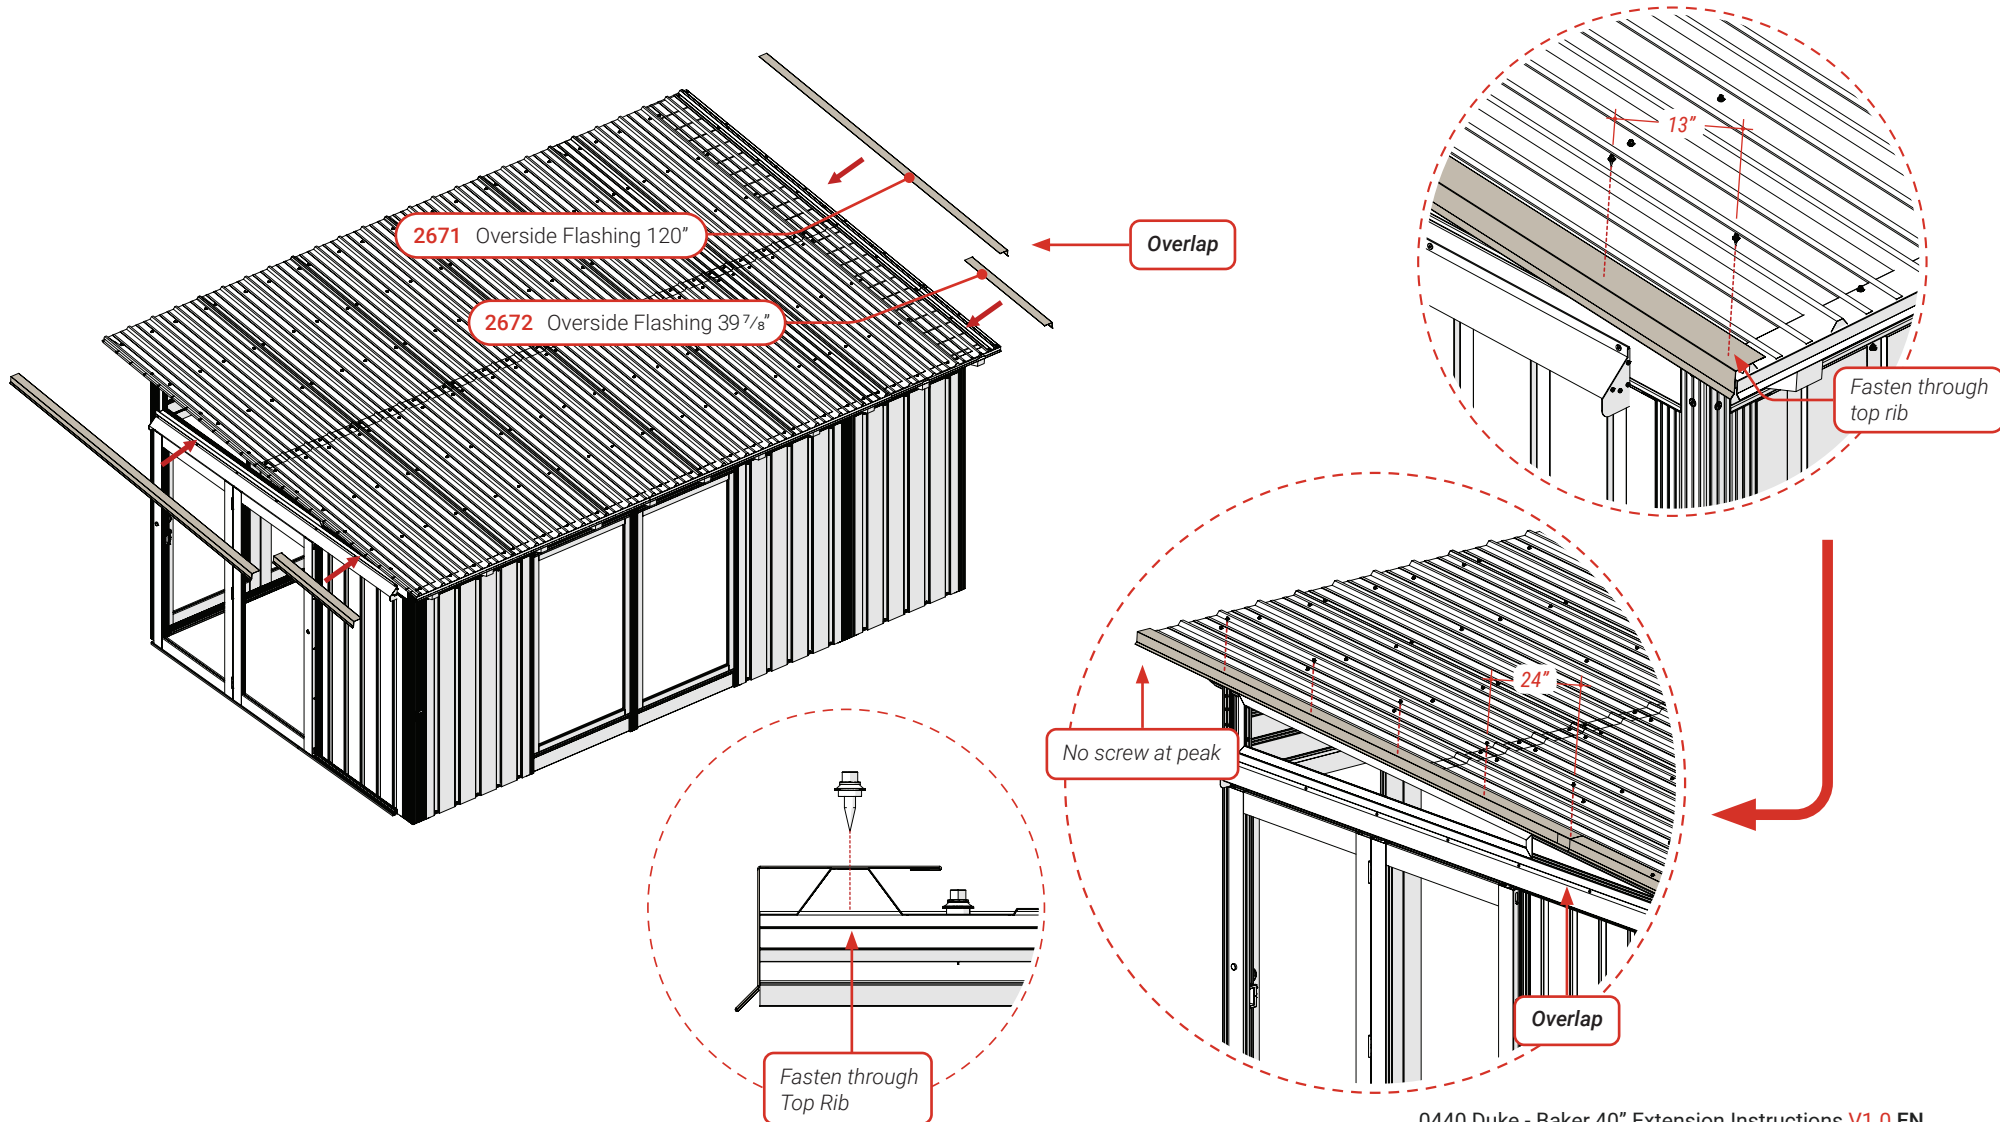 2671 Overside Flashing 120”
2672 Overside Flashing 39 7/8”
Overlap
13”
Fasten through
top rib
24”
No screw at peak
Overlap
Fasten through
Top Rib
0440 Duke - Baker 40” Extension Instructions V1.0 EN